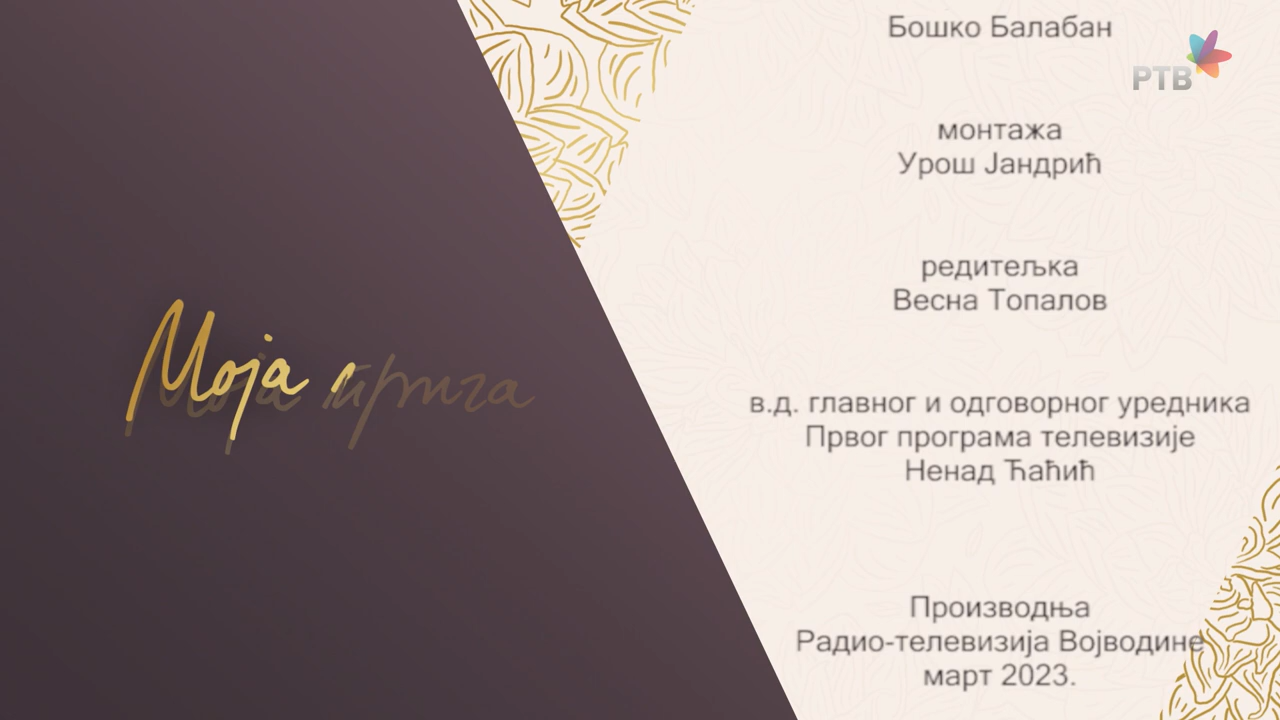 Моја прича
Бошко Балабан
РТВ
монтажа
Урош Јандрић
редитељка
Весна Топалов
в.д. главног и одговорног уредника
Првог програма телевизије
Ненад Ћаћић
Производња
Радио-телевизија Војводине
март 2023.